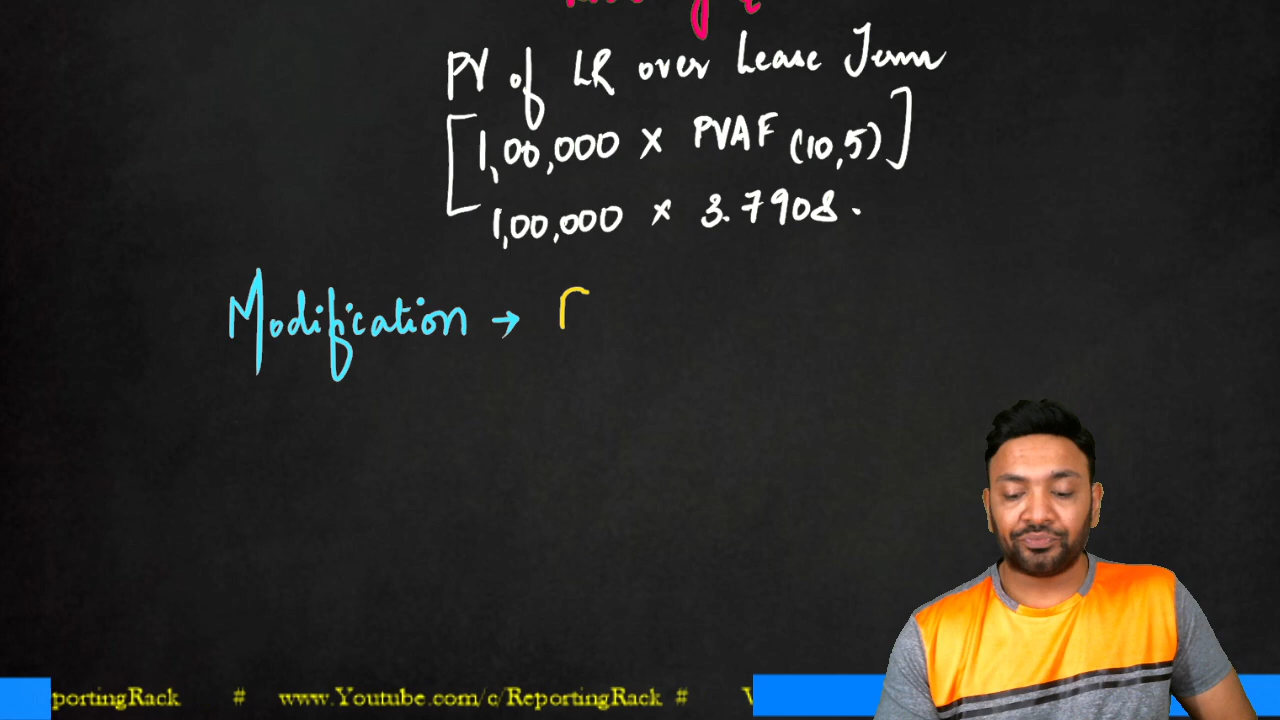 PV of LR over Lease Term
[1,00,000 × PVAF (10,5)]
1,00,000 × 3.7908.
Modification →
portingRack # www.Youtube.com/c/ReportingRack #